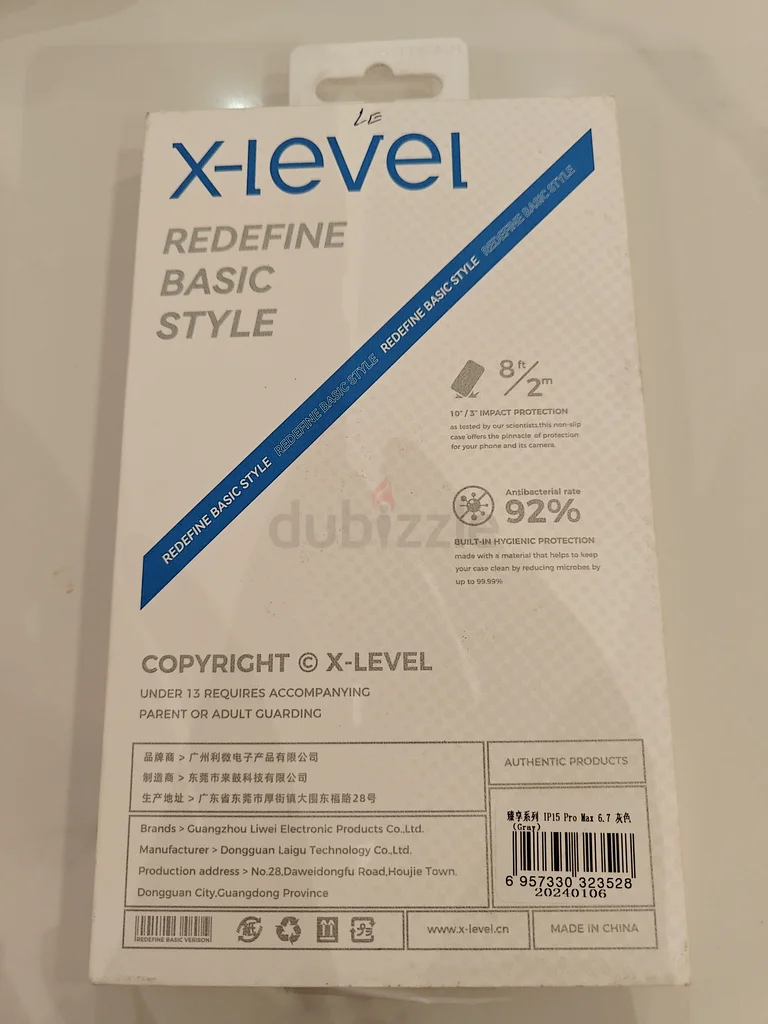 LE
X-level
REDEFINE
BASIC
STYLE
REDEFINE BASIC STYLE REDEFINE BASIC STYLE REDEFINE BASIC STYLE REDEFINE BASIC STYLE
8ft/2m
10" / 3" IMPACT PROTECTION
as tested by our scientists,this non-slip
case offers the pinnacle of protection
for your phone and its camera.
Antibacterial rate
92%
BUILT-IN HYGIENIC PROTECTION
made with a material that helps to keep
your case clean by reducing microbes by
up to 99.99%
dubizzle
COPYRIGHT © X-LEVEL
UNDER 13 REQUIRES ACCOMPANYING
PARENT OR ADULT GUARDING
品牌商 > 广州利微电子产品有限公司
制造商 > 东莞市来鼓科技有限公司
生产地址 > 广东省东莞市厚街镇大围东福路28号
Brands > Guangzhou Liwei Electronic Products Co.,Ltd.
Manufacturer > Dongguan Laigu Technology Co.,Ltd.
Production address > No.28,Daweidongfu Road,Houjie Town.
Dongguan City,Guangdong Province
AUTHENTIC PRODUCTS
臻享系列 IP15 Pro Max 6.7 灰色
(Gray)
6 957330 323528
20240106
REDEFINE BASIC VERISON
www.x-level.cn
MADE IN CHINA